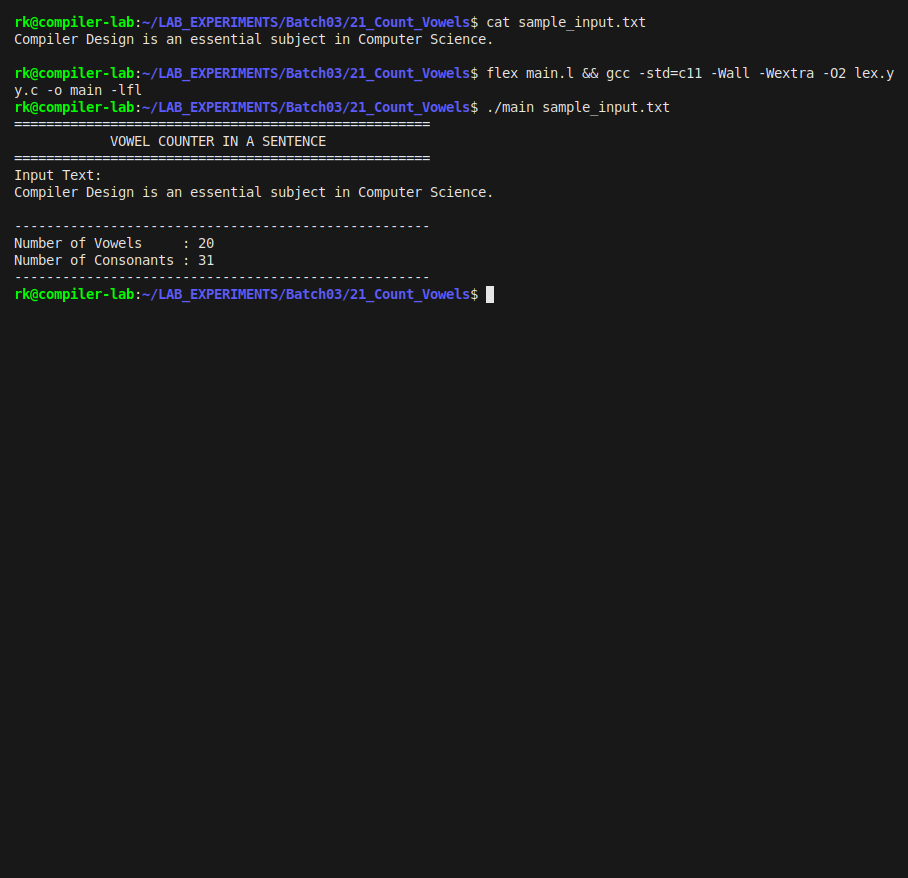 rk@compiler-lab:~/LAB_EXPERIMENTS/Batch03/21_Count_Vowels$ cat sample_input.txt
Compiler Design is an essential subject in Computer Science.
rk@compiler-lab:~/LAB_EXPERIMENTS/Batch03/21_Count_Vowels$ flex main.l && gcc -std=c11 -Wall -Wextra -O2 lex.y
y.c -o main -lfl
rk@compiler-lab:~/LAB_EXPERIMENTS/Batch03/21_Count_Vowels$ ./main sample_input.txt
====================================================
            VOWEL COUNTER IN A SENTENCE
====================================================
Input Text:
Compiler Design is an essential subject in Computer Science.
----------------------------------------------------
Number of Vowels     : 20
Number of Consonants : 31
----------------------------------------------------
rk@compiler-lab:~/LAB_EXPERIMENTS/Batch03/21_Count_Vowels$